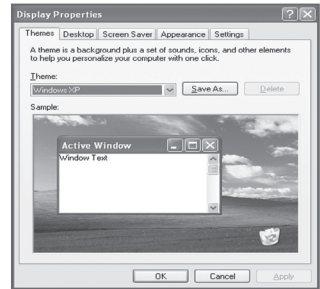 Display Properties
Themes Desktop Screen Saver Appearance Settings
A theme is a background plus a set of sounds, icons, and other elements
to help you personalize your computer with one click.
Theme:
Windows XP Save As... Delete
Sample:
Active Window
Window Text
OK Cancel Apply